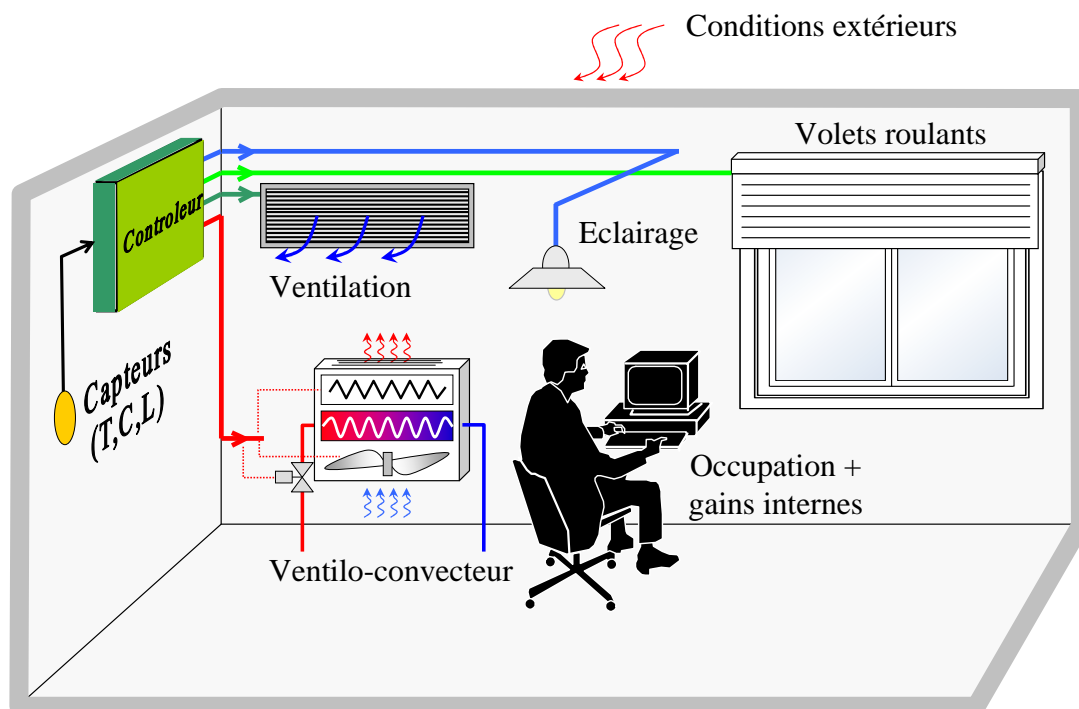 Conditions extérieurs
Volets roulants
Controleur
Eclairage
Ventilation
Capteurs
(T,C,L)
Occupation +
gains internes
Ventilo-convecteur